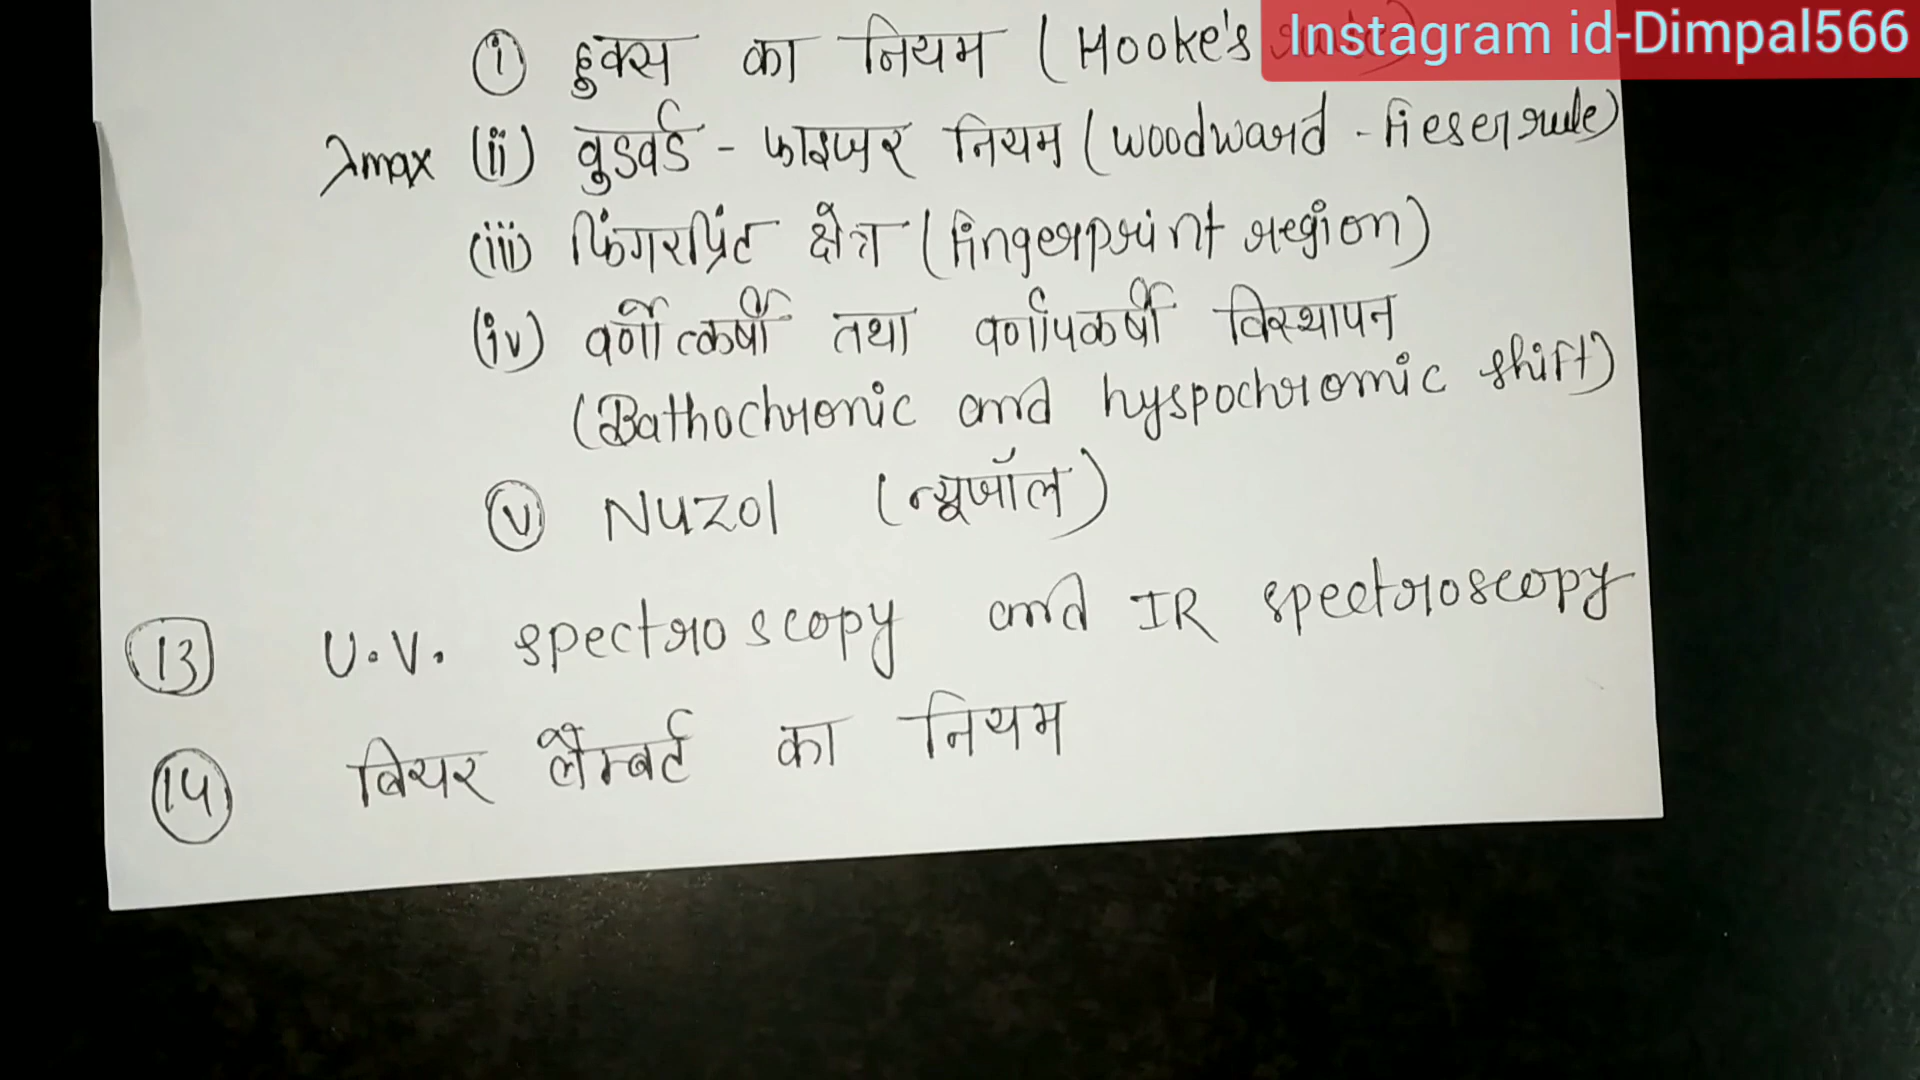 Instagram id-Dimpal566
(i) हुक्स का नियम (Hooke's rule)
λmax (ii) वुडवर्ड - फाइजर नियम (Woodward - fieser rule)
(iii) फिंगरप्रिंट क्षेत्र (fingerprint region)
(iv) वर्णोत्कर्षी तथा वर्णापकर्षी विस्थापन
(Bathochromic and hyspochromic shift)
(v) Nuzol (न्यूजॉल)
(13) U.V. spectroscopy and IR spectroscopy
(14) बियर लैम्बर्ट का नियम